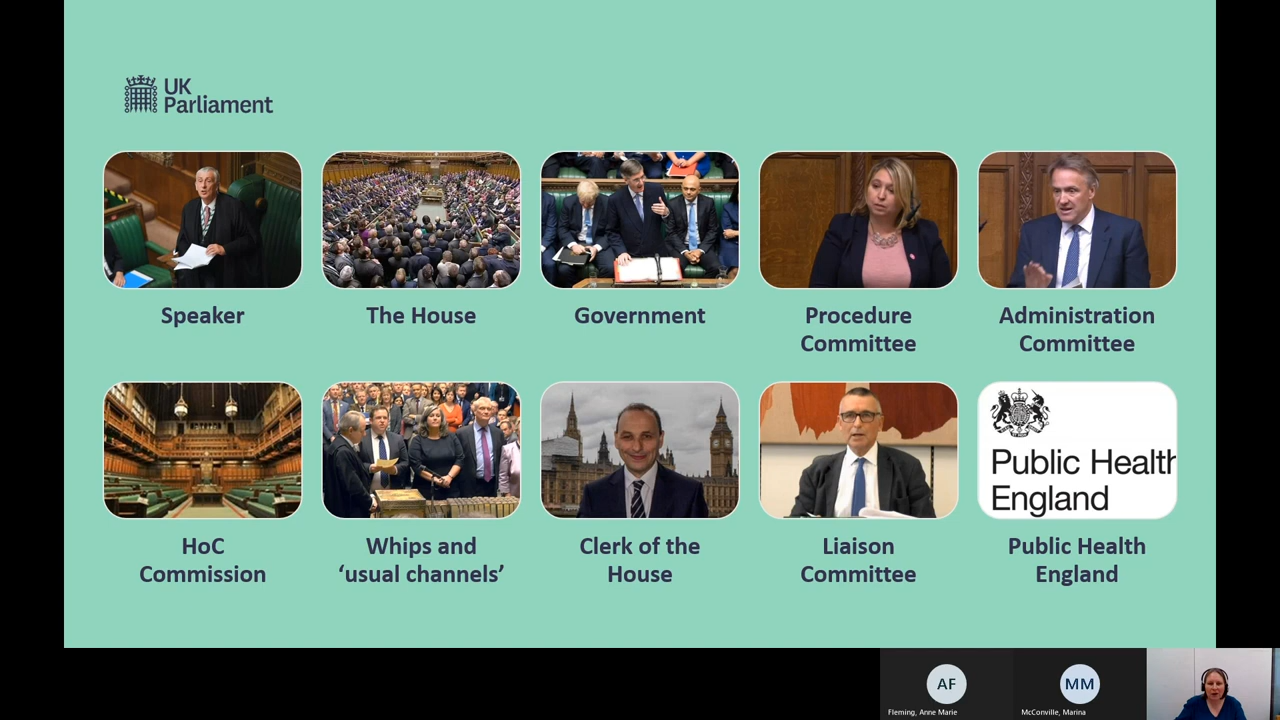 UK
Parliament
Speaker
The House
Government
Procedure
Committee
Administration
Committee
Public Health
England
HoC
Commission
Whips and
‘usual channels’
Clerk of the
House
Liaison
Committee
Public Health
England
AF
MM
Fleming, Anne Marie
McConville, Marina